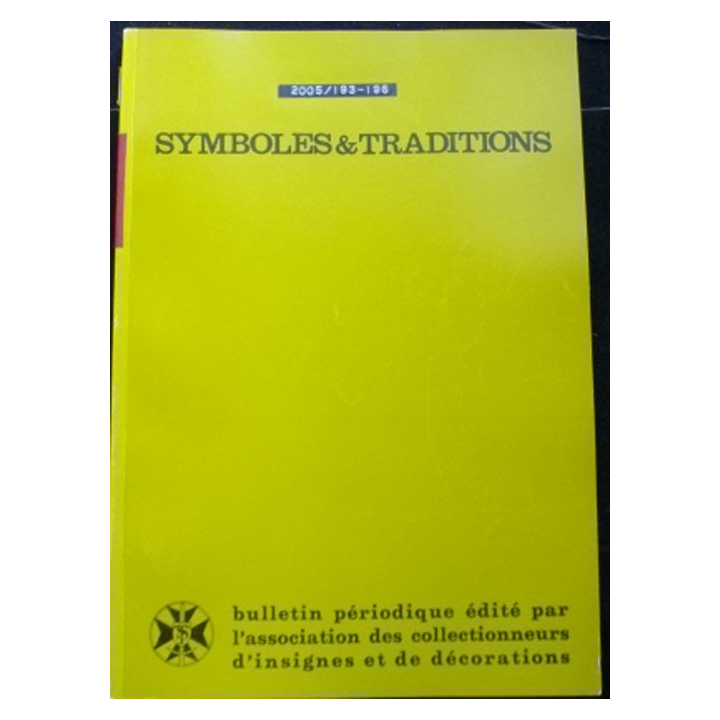 2005/193-196
SYMBOLES & TRADITIONS
bulletin périodique édité par
l'association des collectionneurs
d'insignes et de décorations